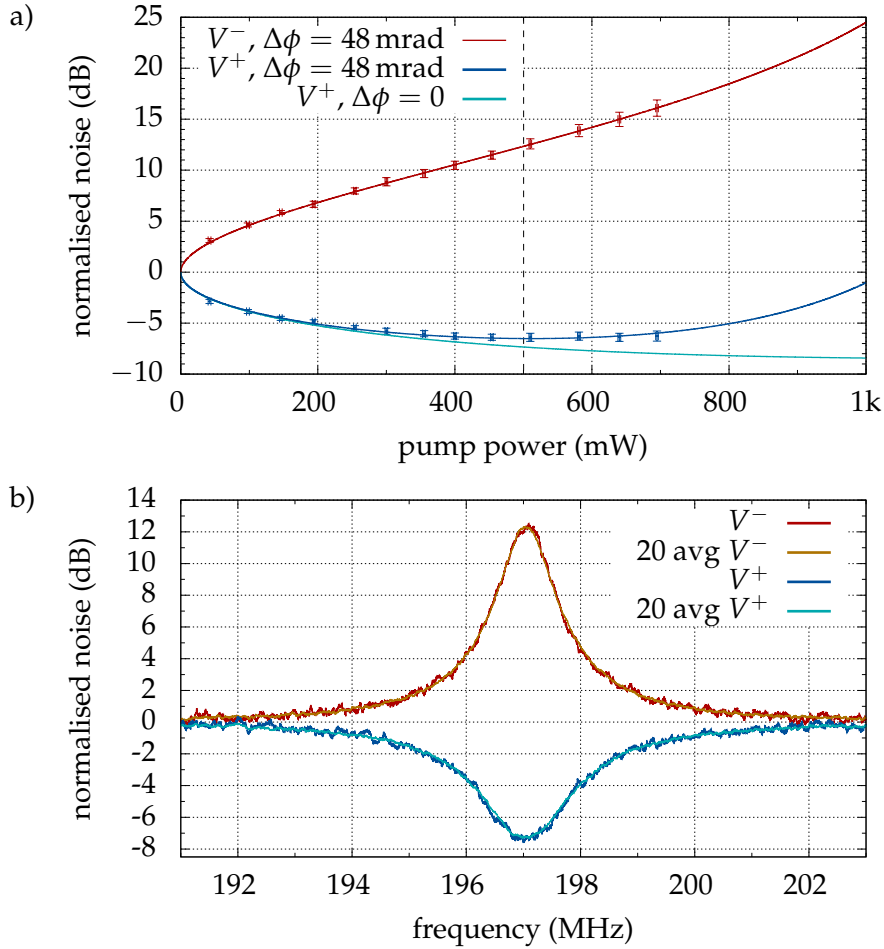 a)
normalised noise (dB)
25
20
15
10
5
0
−5
−10
V⁻, Δϕ = 48 mrad
V⁺, Δϕ = 48 mrad
V⁺, Δϕ = 0
0 200 400 600 800 1k
pump power (mW)
b)
normalised noise (dB)
14
12
10
8
6
4
2
0
-2
-4
-6
-8
V⁻
20 avg V⁻
V⁺
20 avg V⁺
192 194 196 198 200 202
frequency (MHz)